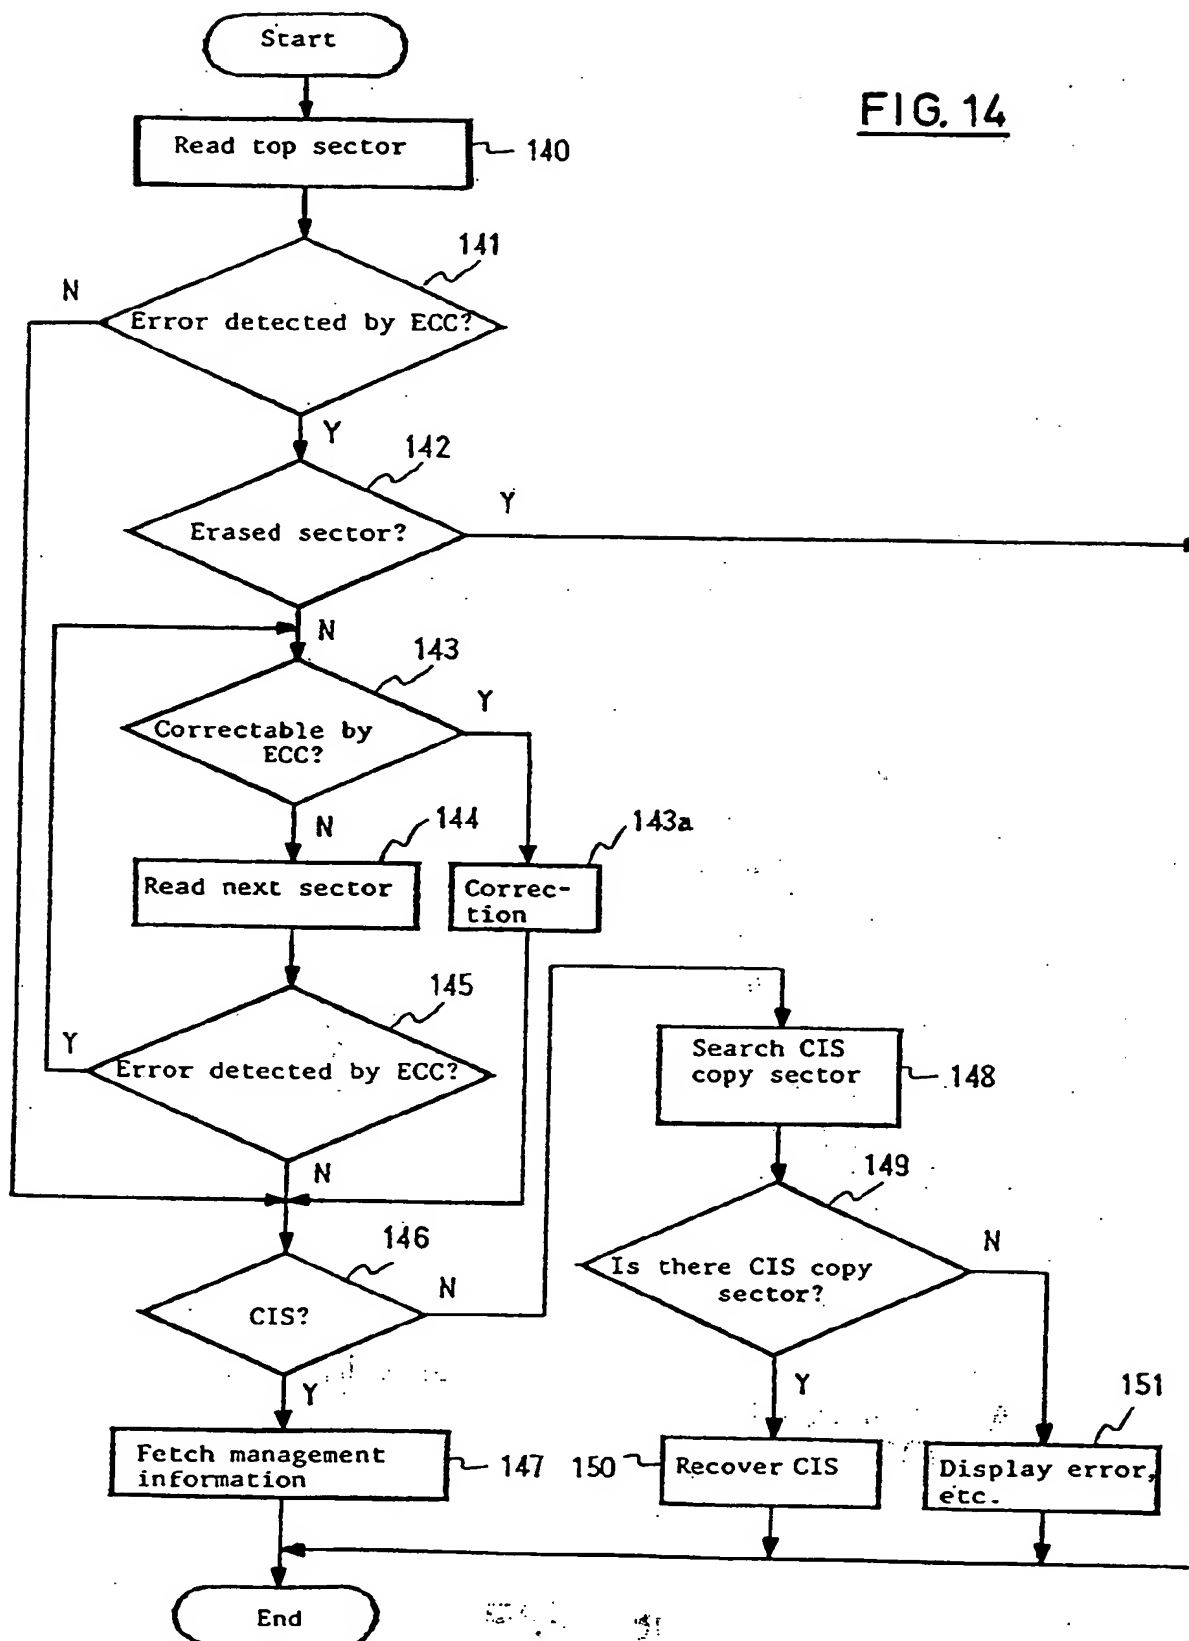 Start
FIG. 14
Read top sector
140
141
N
Error detected by ECC?
Y
142
Y
Erased sector?
N
143
Y
Correctable by
ECC?
N
144
143a
Read next sector
Correc-
tion
145
Y
Error detected by ECC?
N
Search CIS
copy sector
148
149
146
N
N
Is there CIS copy
sector?
CIS?
Y
Y
151
Fetch management
information
147
150
Recover CIS
Display error,
etc.
End